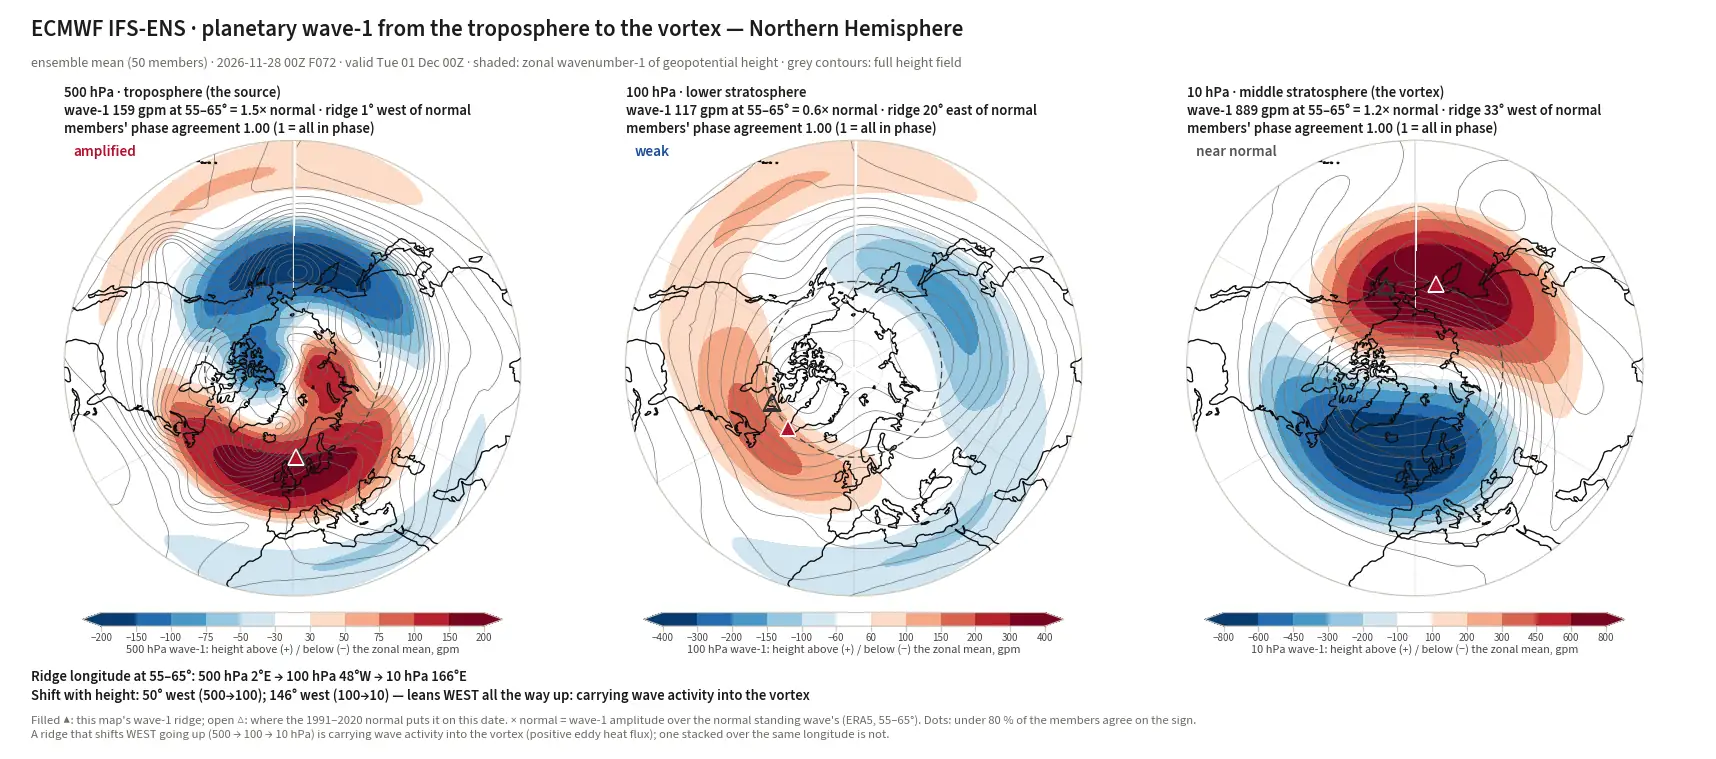 ECMWF IFS-ENS · planetary wave-1 from the troposphere to the vortex — Northern Hemisphere
ensemble mean (50 members) · 2026-11-28 00Z F072 · valid Tue 01 Dec 00Z · shaded: zonal wavenumber-1 of geopotential height · grey contours: full height field
500 hPa · troposphere (the source)
wave-1 159 gpm at 55–65° = 1.5× normal · ridge 1° west of normal
members' phase agreement 1.00 (1 = all in phase)
amplified
100 hPa · lower stratosphere
wave-1 117 gpm at 55–65° = 0.6× normal · ridge 20° east of normal
members' phase agreement 1.00 (1 = all in phase)
weak
10 hPa · middle stratosphere (the vortex)
wave-1 889 gpm at 55–65° = 1.2× normal · ridge 33° west of normal
members' phase agreement 1.00 (1 = all in phase)
near normal
−200 −150 −100 −75 −50 −30 30 50 75 100 150 200
500 hPa wave-1: height above (+) / below (−) the zonal mean, gpm
−400 −300 −200 −150 −100 −60 60 100 150 200 300 400
100 hPa wave-1: height above (+) / below (−) the zonal mean, gpm
−800 −600 −450 −300 −200 −100 100 200 300 450 600 800
10 hPa wave-1: height above (+) / below (−) the zonal mean, gpm
Ridge longitude at 55–65°: 500 hPa 2°E → 100 hPa 48°W → 10 hPa 166°E
Shift with height: 50° west (500→100); 146° west (100→10) — leans WEST all the way up: carrying wave activity into the vortex
Filled ▲: this map's wave-1 ridge; open △: where the 1991–2020 normal puts it on this date. × normal = wave-1 amplitude over the normal standing wave's (ERA5, 55–65°). Dots: under 80 % of the members agree on the sign.
A ridge that shifts WEST going up (500 → 100 → 10 hPa) is carrying wave activity into the vortex (positive eddy heat flux); one stacked over the same longitude is not.